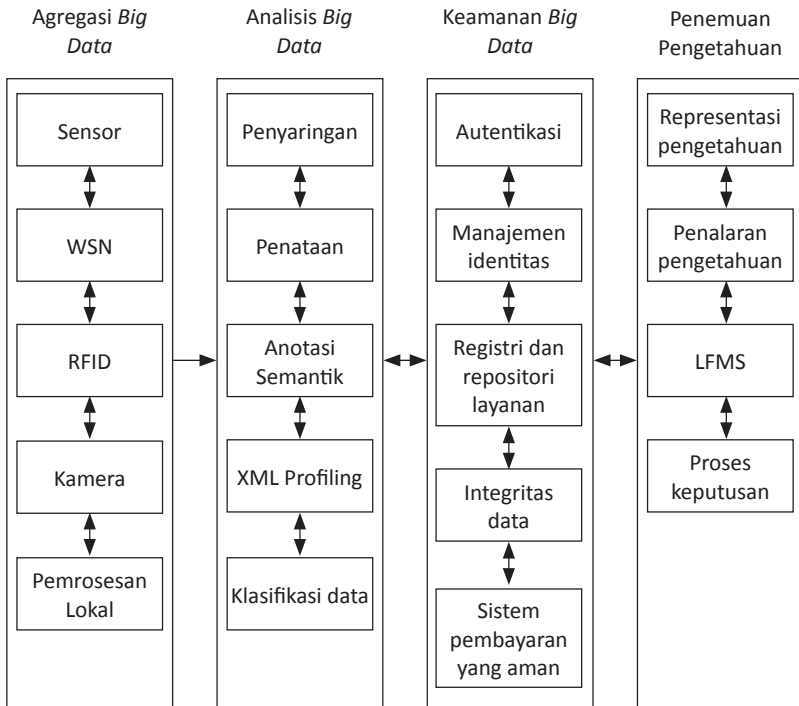 Agregasi Big
Data
Sensor
WSN
RFID
Kamera
Pemrosesan
Lokal
Analisis Big
Data
Penyaringan
Penataan
Anotasi
Semantik
XML Profiling
Klasifikasi data
Keamanan Big
Data
Autentikasi
Manajemen
identitas
Registri dan
repositori
layanan
Integritas
data
Sistem
pembayaran
yang aman
Penemuan
Pengetahuan
Representasi
pengetahuan
Penalaran
pengetahuan
LFMS
Proses
keputusan